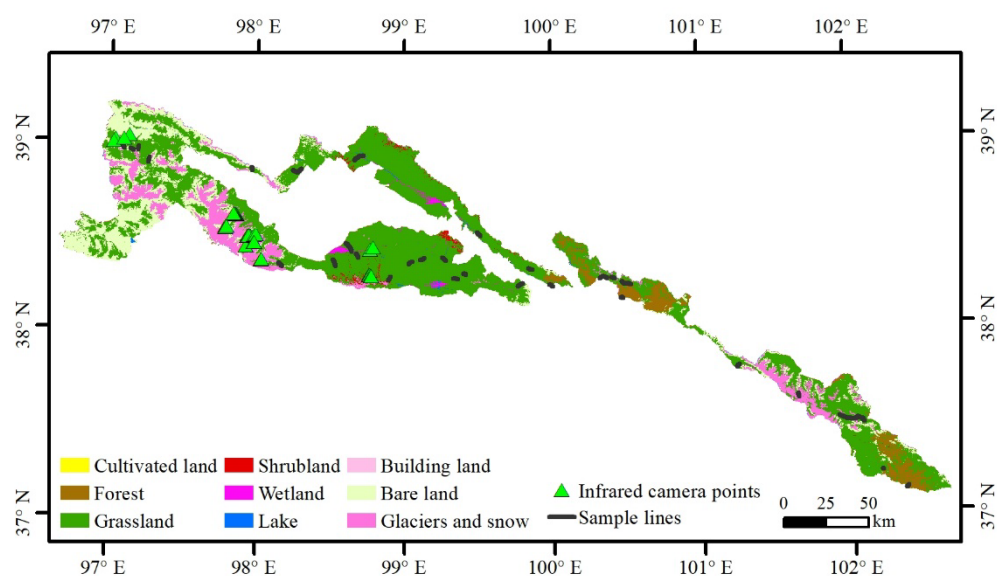 97° E 98° E 99° E 100° E 101° E 102° E
39° N 39° N
38° N 38° N
37° N 37° N
Cultivated land Shrubland Building land
Forest Wetland Bare land Infrared camera points
Grassland Lake Glaciers and snow Sample lines
0 25 50
km
97° E 98° E 99° E 100° E 101° E 102° E